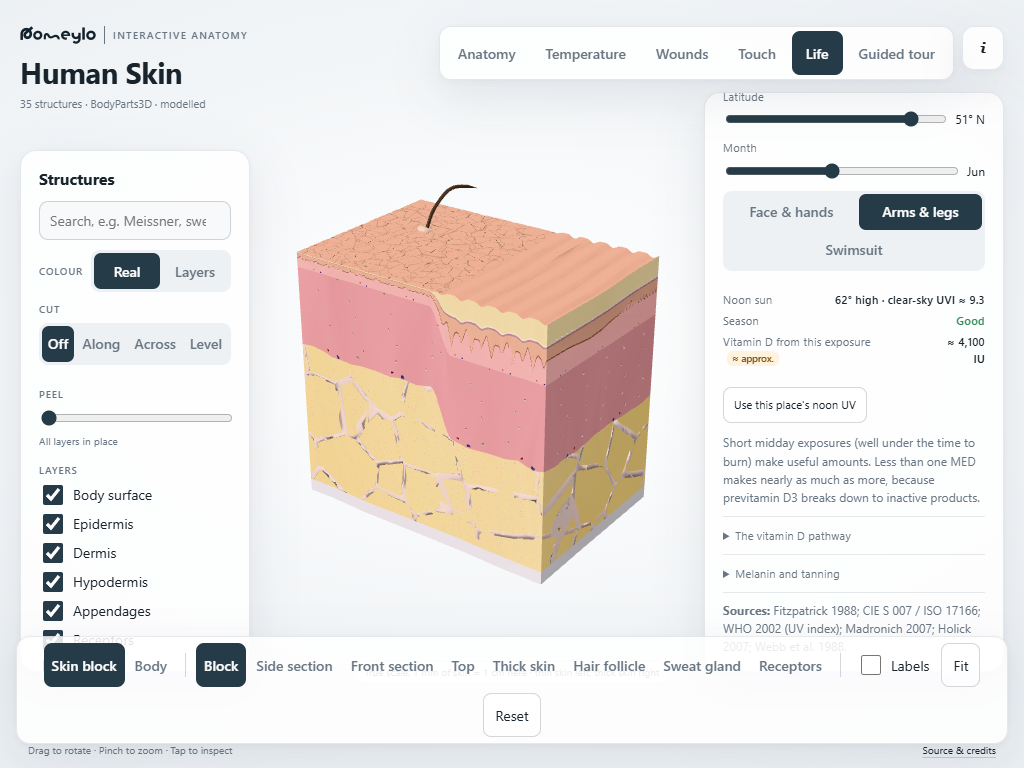 Romeylo
INTERACTIVE ANATOMY
Human Skin
35 structures · BodyParts3D · modelled
Anatomy
Temperature
Wounds
Touch
Life
Guided tour
i
Structures
Search, e.g. Meissner, swe
COLOUR
Real
Layers
CUT
Off
Along
Across
Level
PEEL
All layers in place
LAYERS
Body surface
Epidermis
Dermis
Hypodermis
Appendages
Receptors
Latitude
51° N
Month
Jun
Face & hands
Arms & legs
Swimsuit
Noon sun
62° high · clear-sky UVI ≈ 9.3
Season
Good
Vitamin D from this exposure
≈ 4,100
≈ approx.
IU
Use this place's noon UV
Short midday exposures (well under the time to
burn) make useful amounts. Less than one MED
makes nearly as much as more, because
previtamin D3 breaks down to inactive products.
The vitamin D pathway
Melanin and tanning
Sources: Fitzpatrick 1988; CIE S 007 / ISO 17166;
WHO 2002 (UV index); Madronich 2007; Holick
2007; Webb et al. 1988.
Skin block
Body
Block
Side section
Front section
Top
Thick skin
Hair follicle
Sweat gland
Receptors
Labels
Fit
Reset
Drag to rotate · Pinch to zoom · Tap to inspect
Source & credits